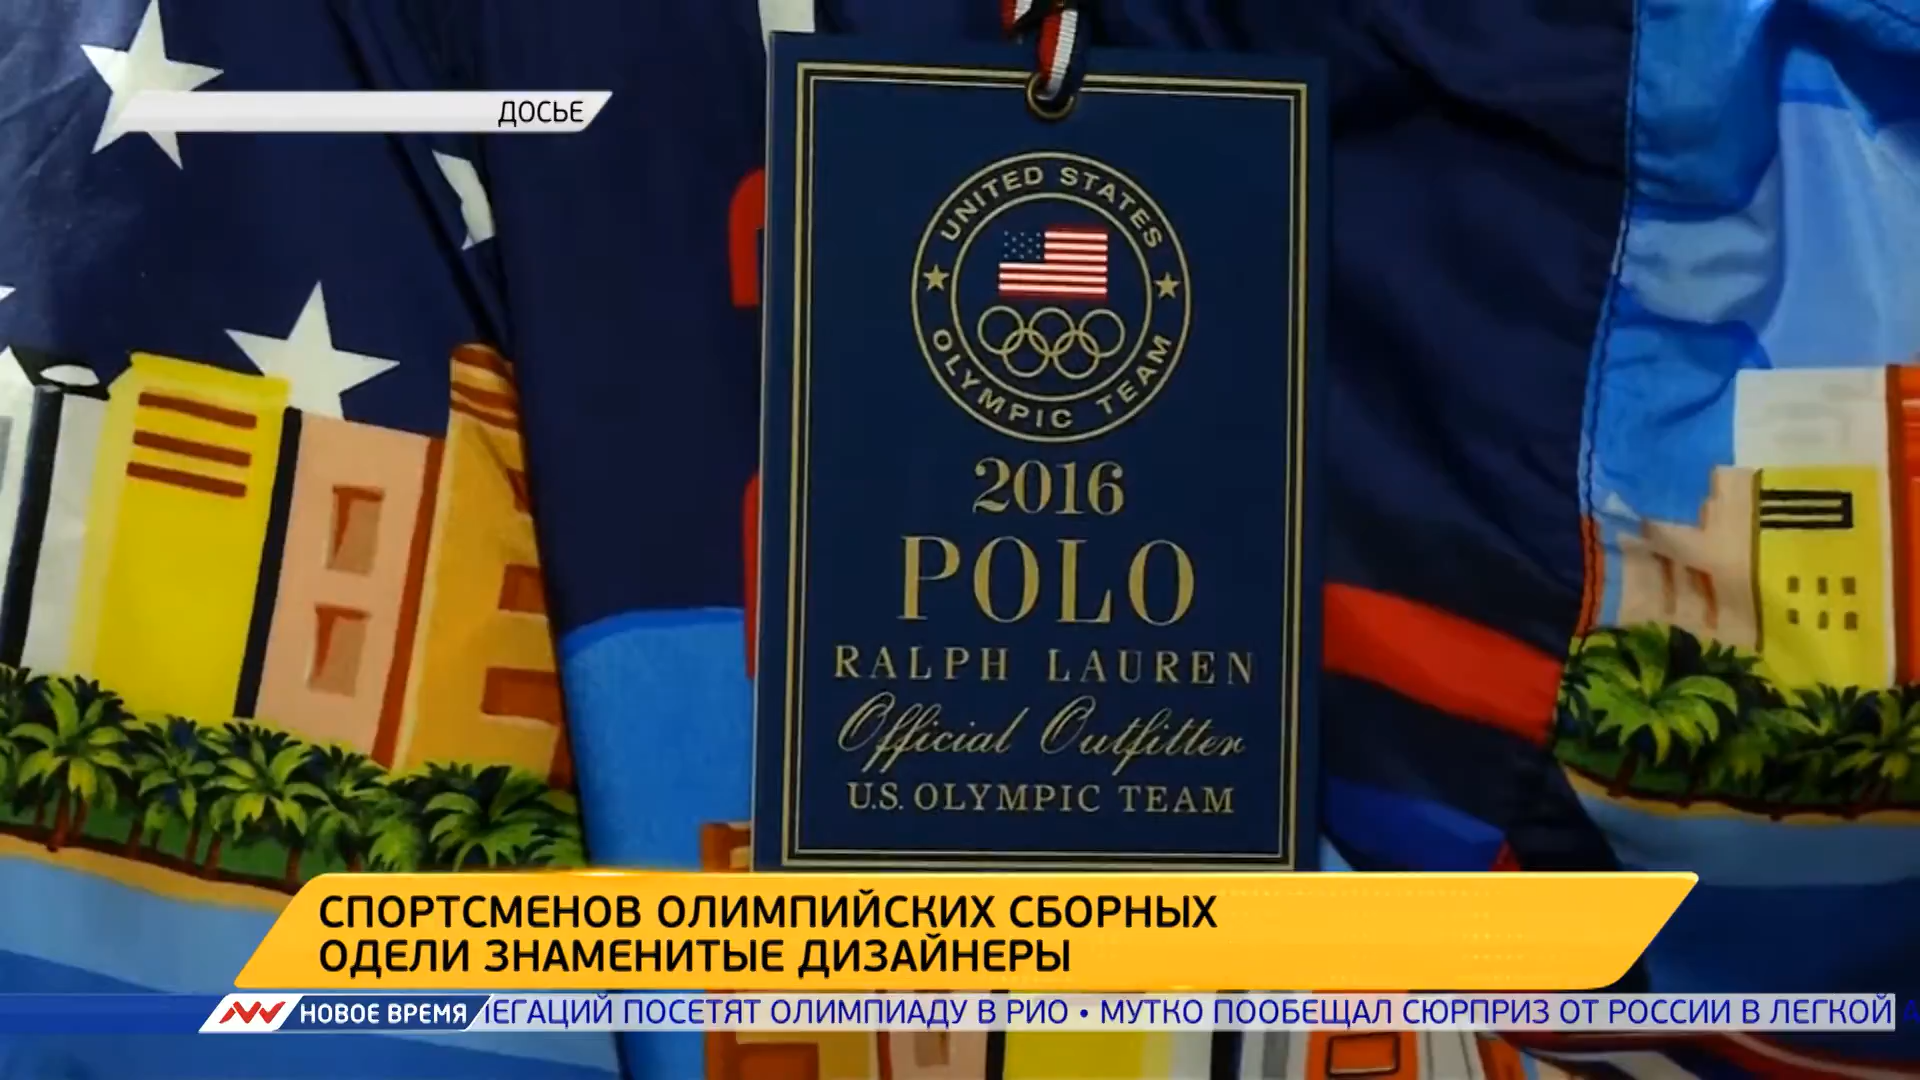 ДОСЬЕ
UNITED STATES
OLYMPIC TEAM
2016
POLO
RALPH LAUREN
Official Outfitter
U.S. OLYMPIC TEAM
СПОРТСМЕНОВ ОЛИМПИЙСКИХ СБОРНЫХ
ОДЕЛИ ЗНАМЕНИТЫЕ ДИЗАЙНЕРЫ
НОВОЕ ВРЕМЯ
ЛЕГАЦИЙ ПОСЕТЯТ ОЛИМПИАДУ В РИО • МУТКО ПООБЕЩАЛ СЮРПРИЗ ОТ РОССИИ В ЛЕГКОЙ А